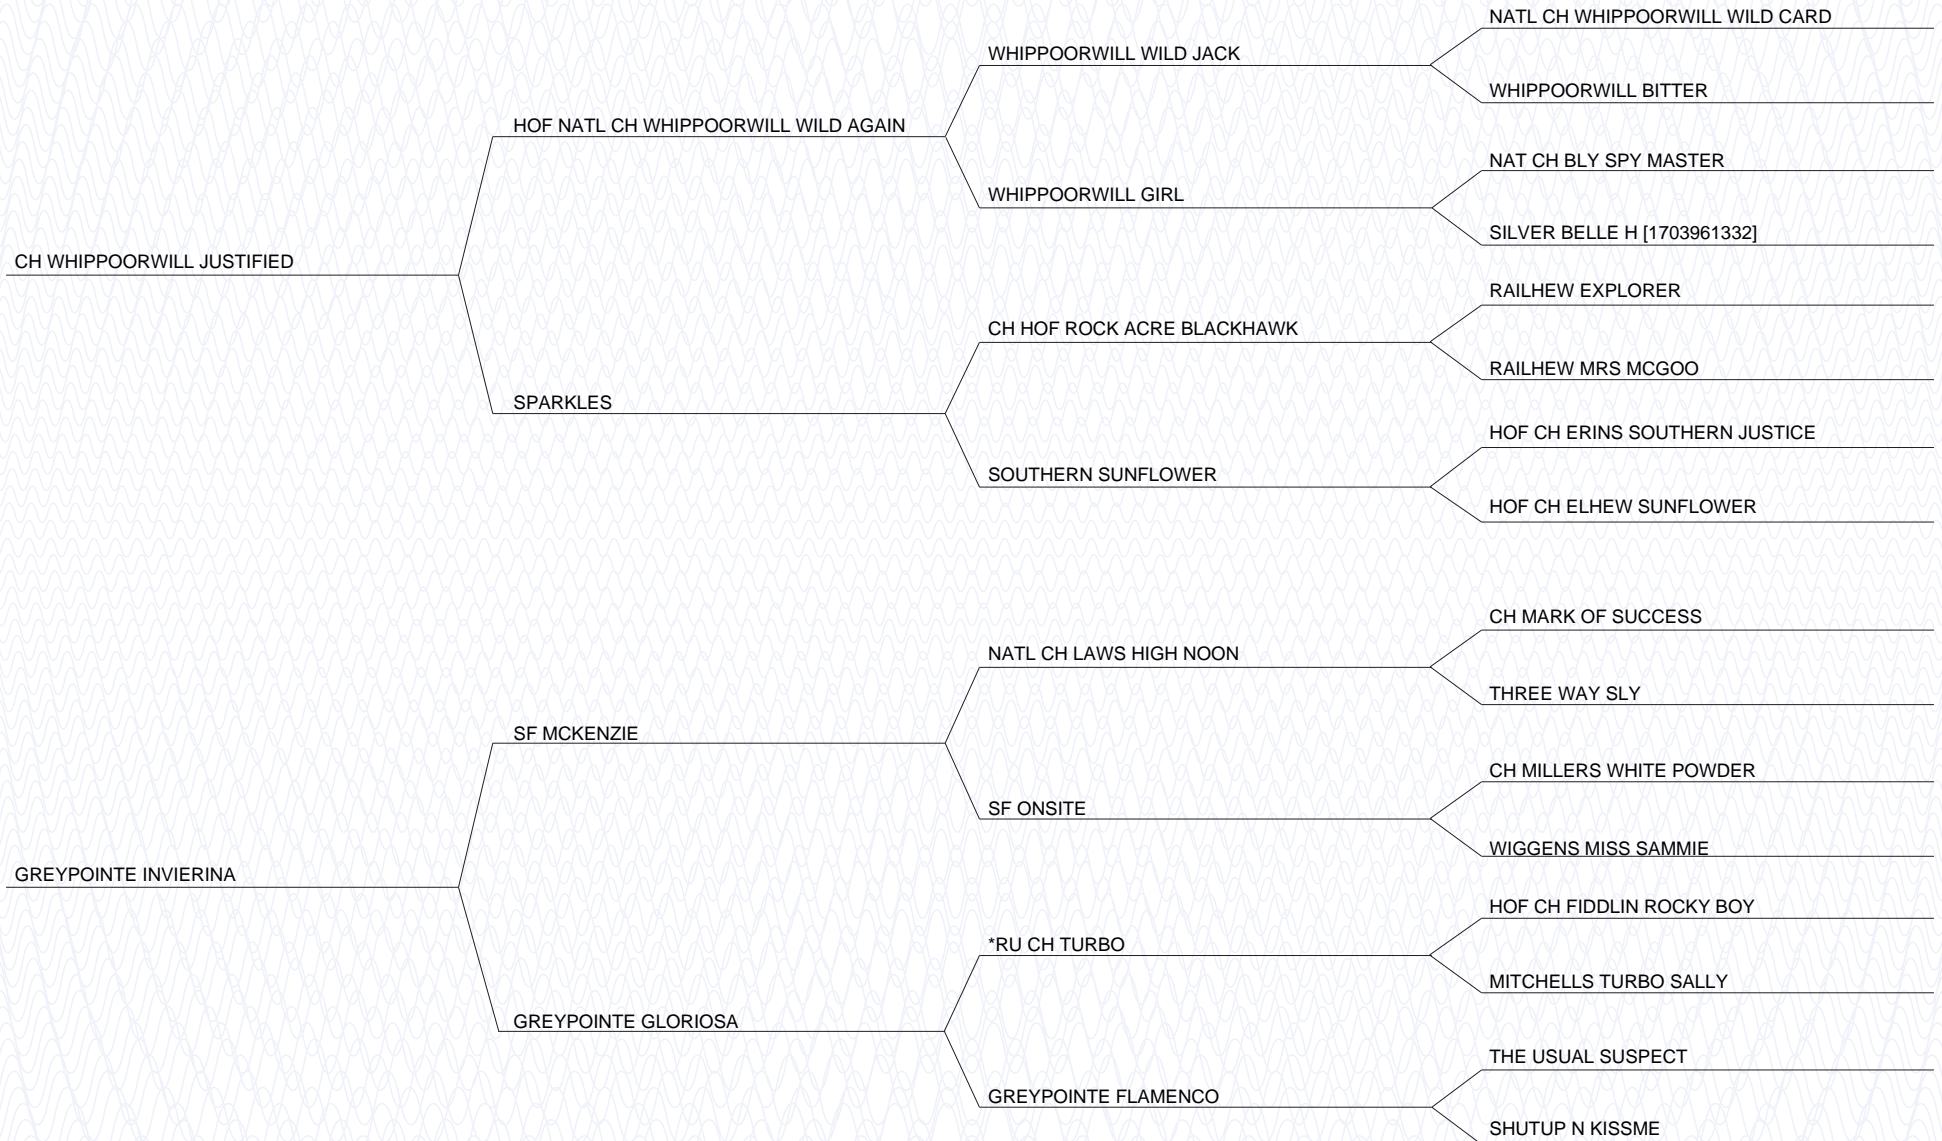 NATL CH WHIPPOORWILL WILD CARD
WHIPPOORWILL WILD JACK
WHIPPOORWILL BITTER
HOF NATL CH WHIPPOORWILL WILD AGAIN
NAT CH BLY SPY MASTER
WHIPPOORWILL GIRL
SILVER BELLE H [1703961332]
CH WHIPPOORWILL JUSTIFIED
RAILHEW EXPLORER
CH HOF ROCK ACRE BLACKHAWK
RAILHEW MRS MCGOO
SPARKLES
HOF CH ERINS SOUTHERN JUSTICE
SOUTHERN SUNFLOWER
HOF CH ELHEW SUNFLOWER
CH MARK OF SUCCESS
NATL CH LAWS HIGH NOON
THREE WAY SLY
SF MCKENZIE
CH MILLERS WHITE POWDER
SF ONSITE
WIGGENS MISS SAMMIE
GREYPOINTE INVIERINA
HOF CH FIDDLIN ROCKY BOY
*RU CH TURBO
MITCHELLS TURBO SALLY
GREYPOINTE GLORIOSA
THE USUAL SUSPECT
GREYPOINTE FLAMENCO
SHUTUP N KISSME